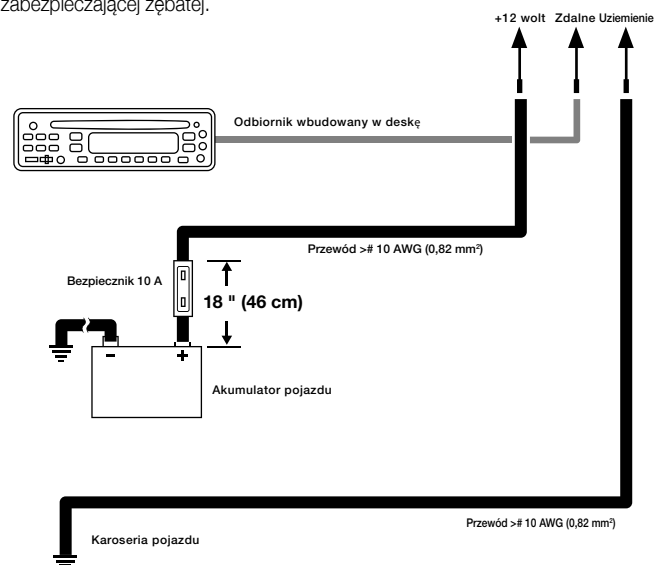 zabezpieczającej zębatej.
+12 wolt Zdalne Uziemienie
Odbiornik wbudowany w deskę
Przewód ># 10 AWG (0,82 mm²)
Bezpiecznik 10 A
18 " (46 cm)
– +
Akumulator pojazdu
Przewód ># 10 AWG (0,82 mm²)
Karoseria pojazdu